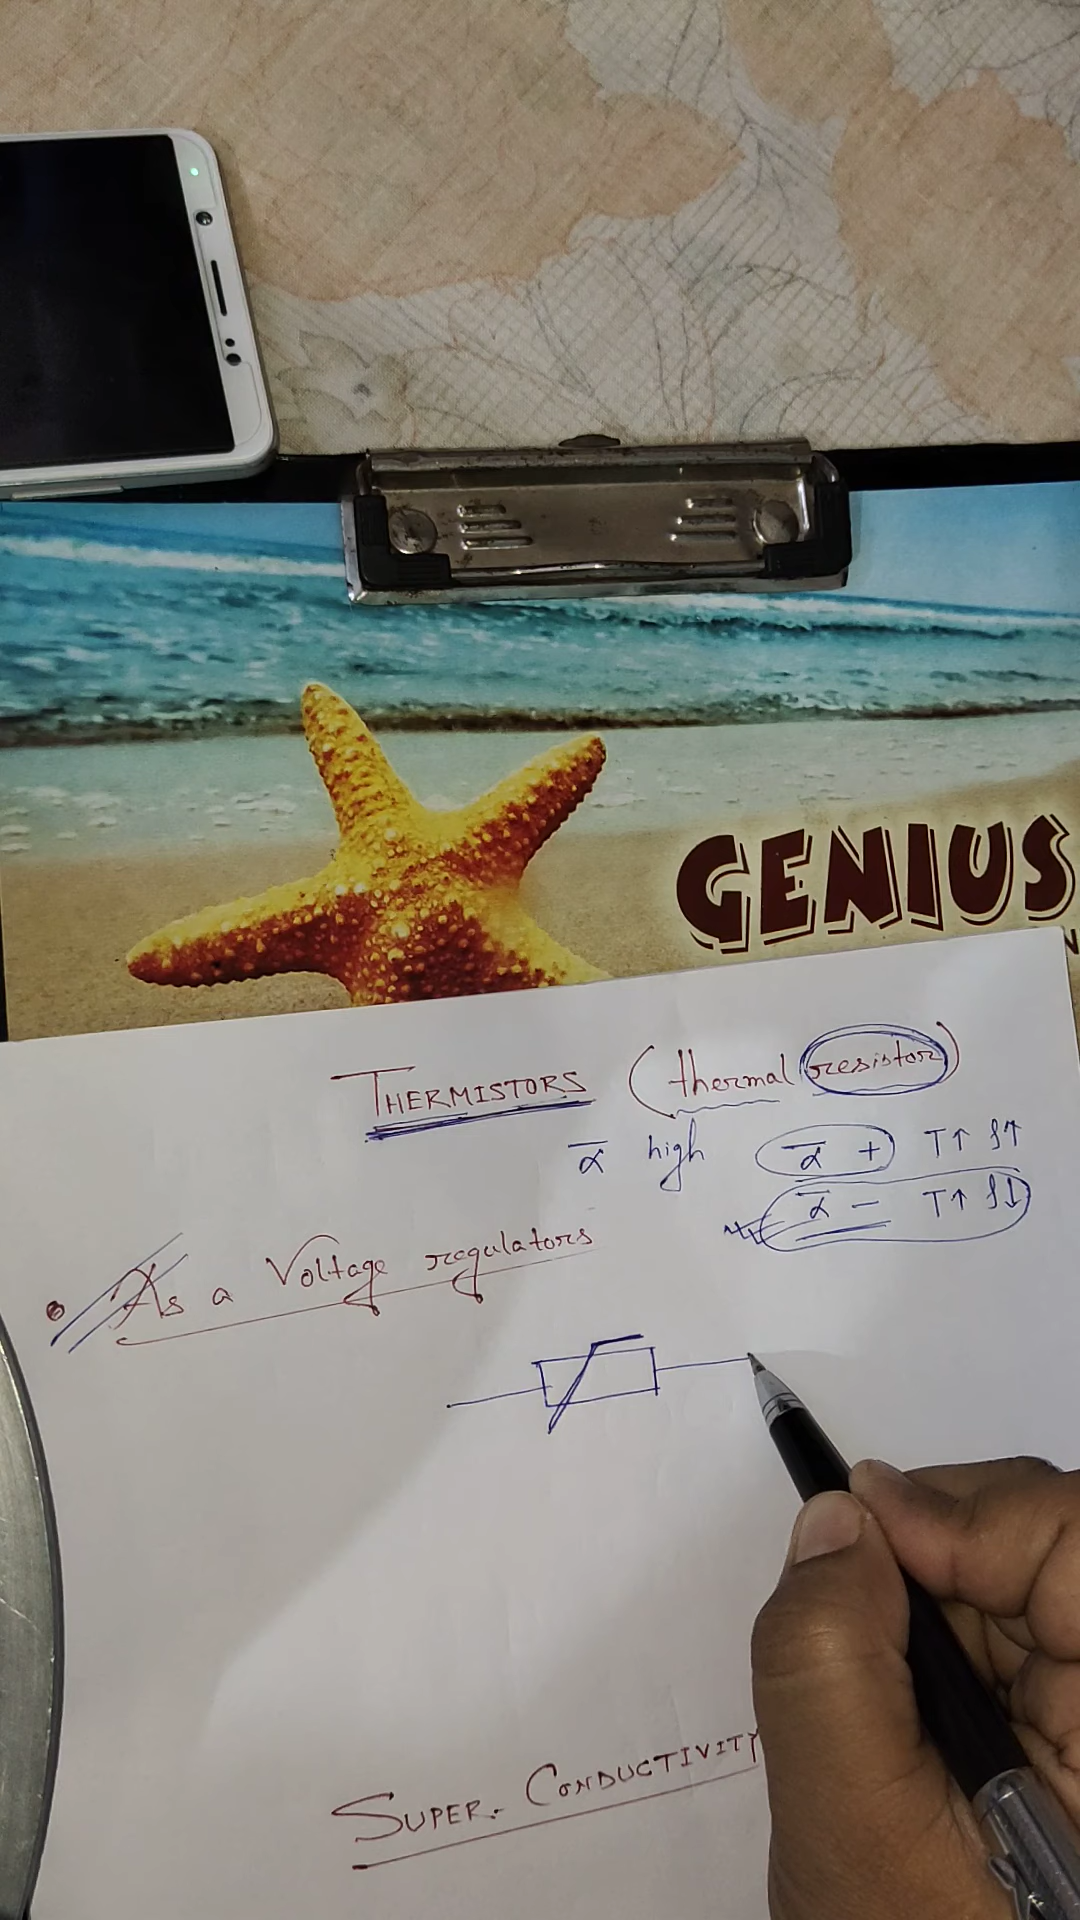 GENIUS
THERMISTORS (thermal resistor)
ᾱ high ᾱ + T↑ ρ↑
ᾱ − T↑ ρ↓
• As a Voltage regulators
SUPER-CONDUCTIVITY